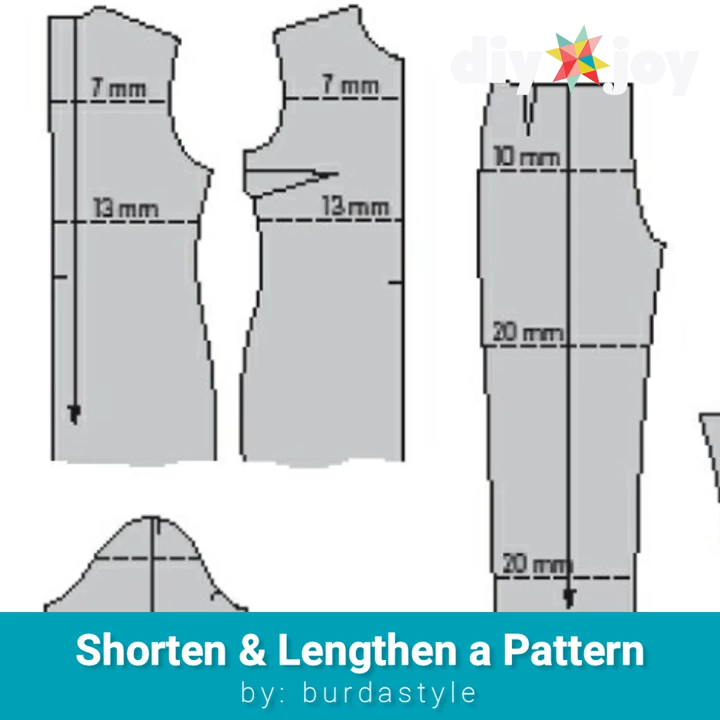 diy joy
7 mm
7 mm
10 mm
13 mm
13 mm
20 mm
20 mm
Shorten & Lengthen a Pattern
by: burdastyle